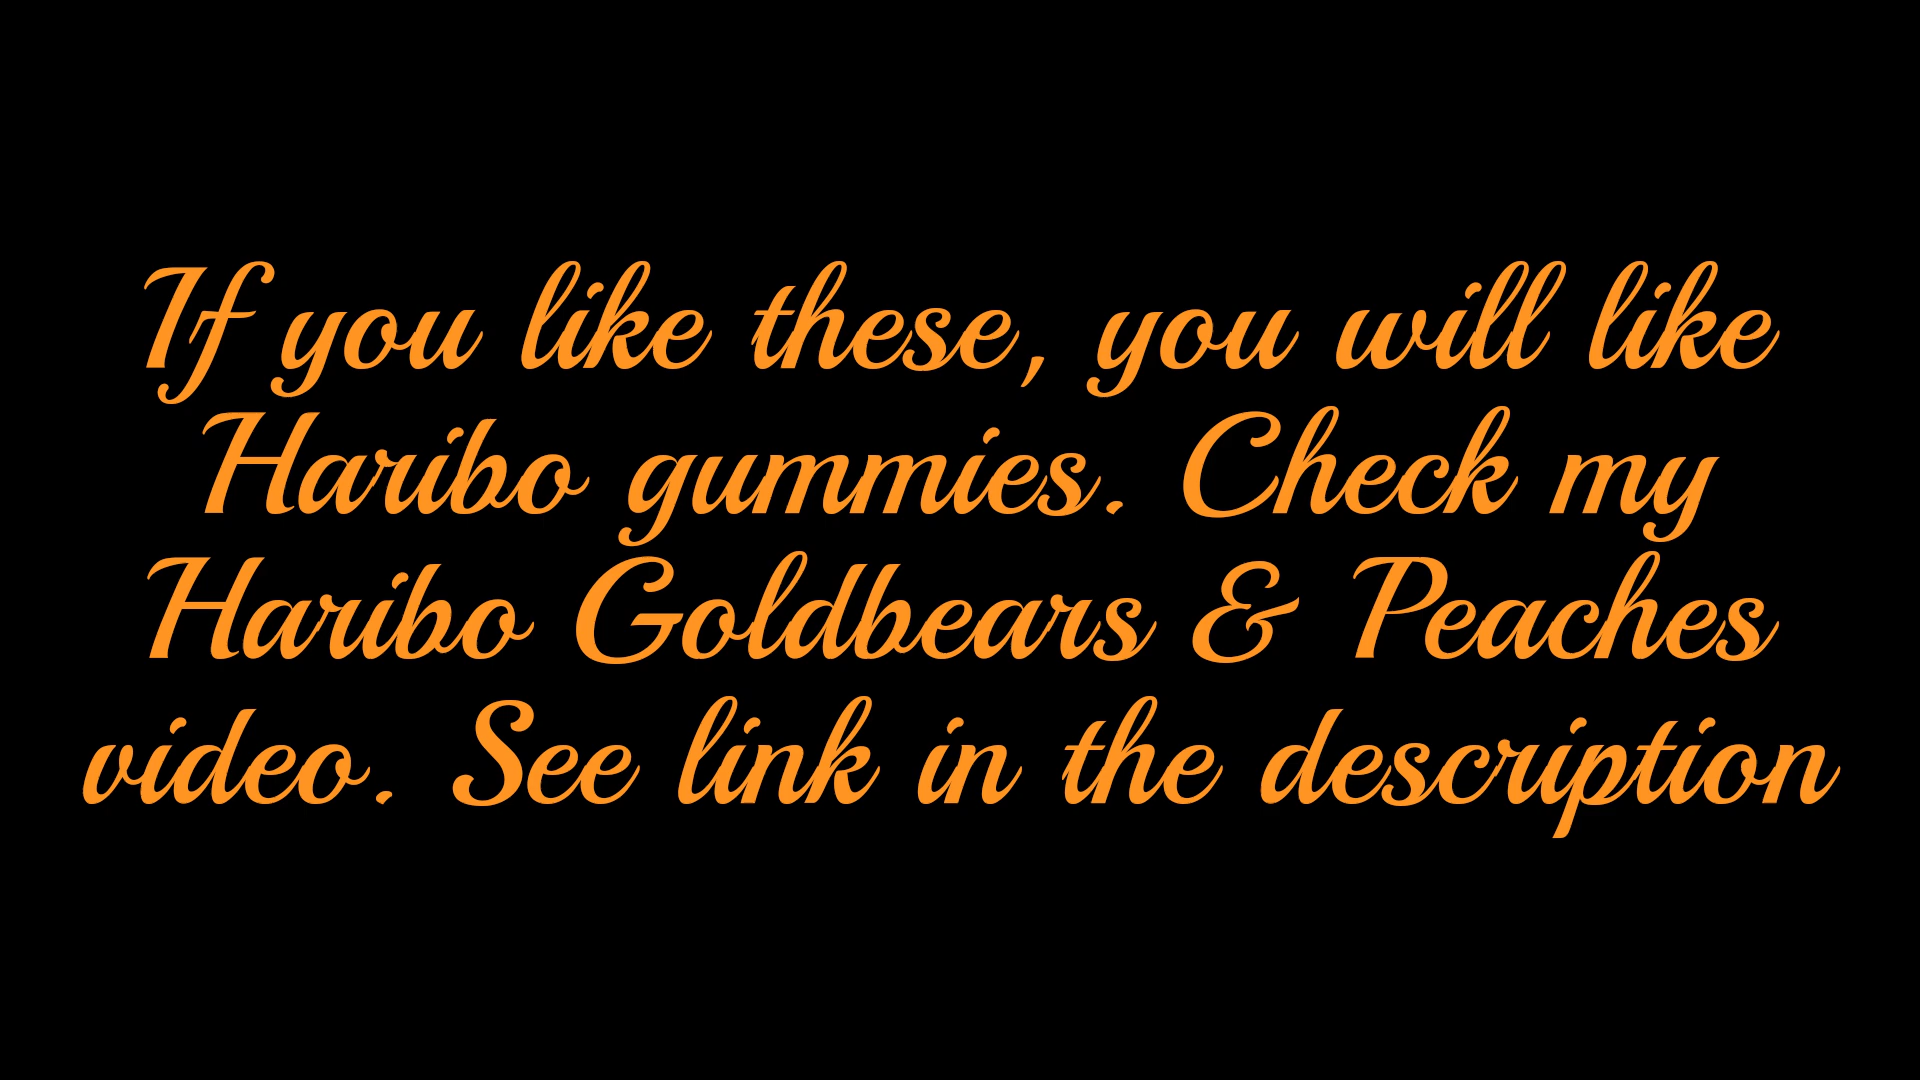 If you like these, you will like
Haribo gummies. Check my
Haribo Goldbears & Peaches
video. See link in the description